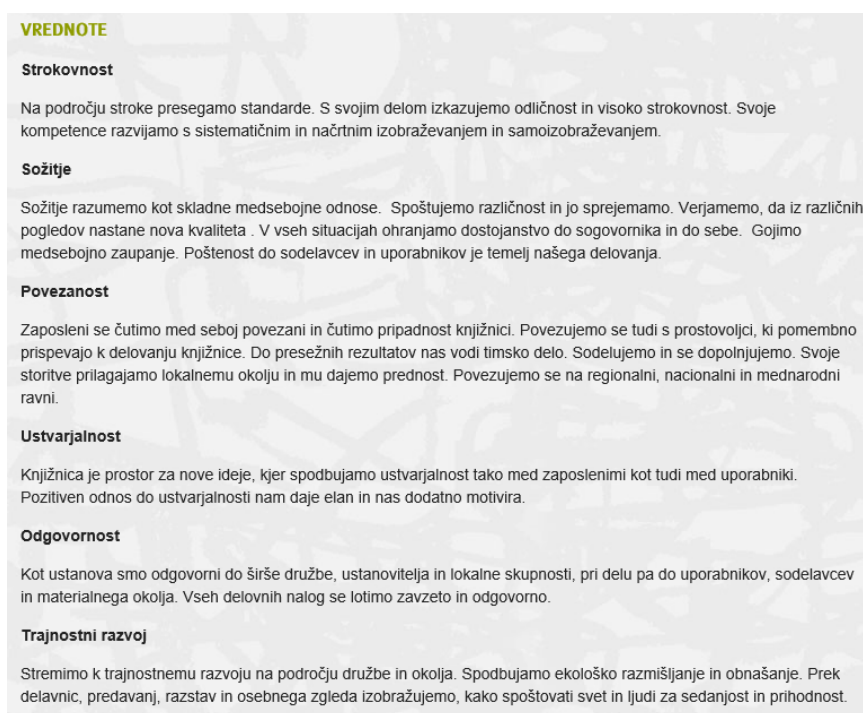 VREDNOTE
Strokovnost
Na področju stroke presegamo standarde. S svojim delom izkazujemo odličnost in visoko strokovnost. Svoje
kompetence razvijamo s sistematičnim in načrtnim izobraževanjem in samoizobraževanjem.
Sožitje
Sožitje razumemo kot skladne medsebojne odnose.  Spoštujemo različnost in jo sprejemamo. Verjamemo, da iz različnih
pogledov nastane nova kvaliteta . V vseh situacijah ohranjamo dostojanstvo do sogovornika in do sebe.  Gojimo
medsebojno zaupanje. Poštenost do sodelavcev in uporabnikov je temelj našega delovanja.
Povezanost
Zaposleni se čutimo med seboj povezani in čutimo pripadnost knjižnici. Povezujemo se tudi s prostovoljci, ki pomembno
prispevajo k delovanju knjižnice. Do presežnih rezultatov nas vodi timsko delo. Sodelujemo in se dopolnjujemo. Svoje
storitve prilagajamo lokalnemu okolju in mu dajemo prednost. Povezujemo se na regionalni, nacionalni in mednarodni
ravni.
Ustvarjalnost
Knjižnica je prostor za nove ideje, kjer spodbujamo ustvarjalnost tako med zaposlenimi kot tudi med uporabniki.
Pozitiven odnos do ustvarjalnosti nam daje elan in nas dodatno motivira.
Odgovornost
Kot ustanova smo odgovorni do širše družbe, ustanovitelja in lokalne skupnosti, pri delu pa do uporabnikov, sodelavcev
in materialnega okolja. Vseh delovnih nalog se lotimo zavzeto in odgovorno.
Trajnostni razvoj
Stremimo k trajnostnemu razvoju na področju družbe in okolja. Spodbujamo ekološko razmišljanje in obnašanje. Prek
delavnic, predavanj, razstav in osebnega zgleda izobražujemo, kako spoštovati svet in ljudi za sedanjost in prihodnost.